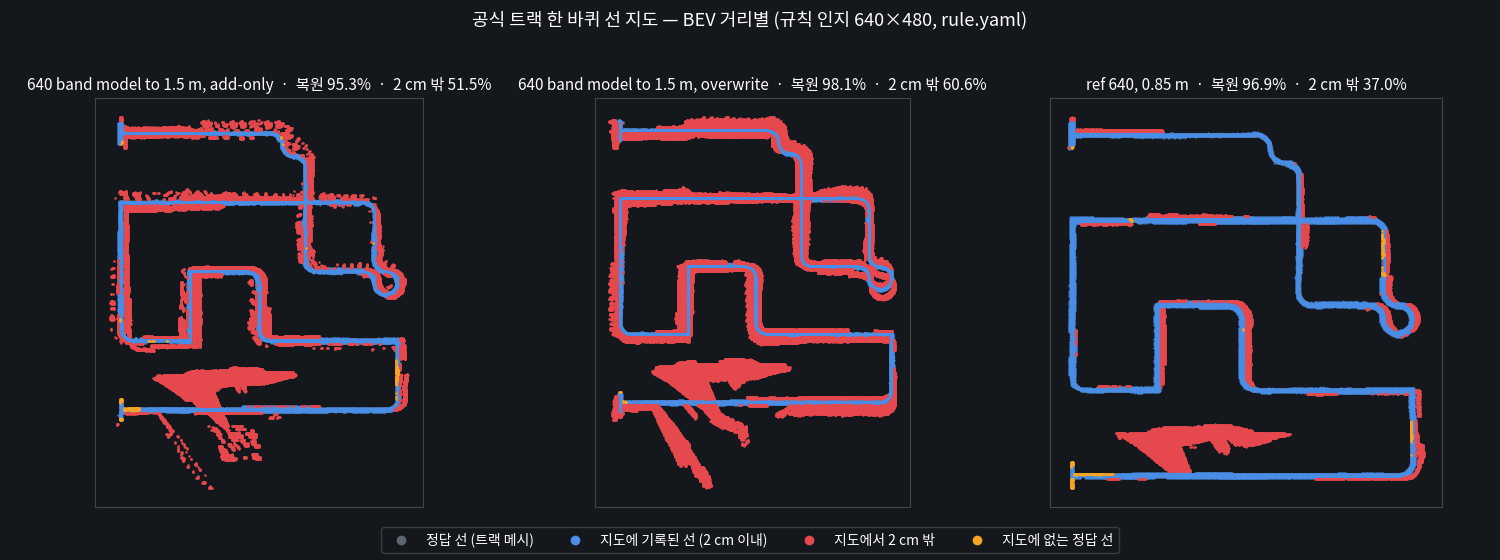 공식 트랙 한 바퀴 선 지도 — BEV 거리별 (규칙 인지 640×480, rule.yaml)
640 band model to 1.5 m, add-only · 복원 95.3% · 2 cm 밖 51.5%
640 band model to 1.5 m, overwrite · 복원 98.1% · 2 cm 밖 60.6%
ref 640, 0.85 m · 복원 96.9% · 2 cm 밖 37.0%
정답 선 (트랙 메시)
지도에 기록된 선 (2 cm 이내)
지도에서 2 cm 밖
지도에 없는 정답 선